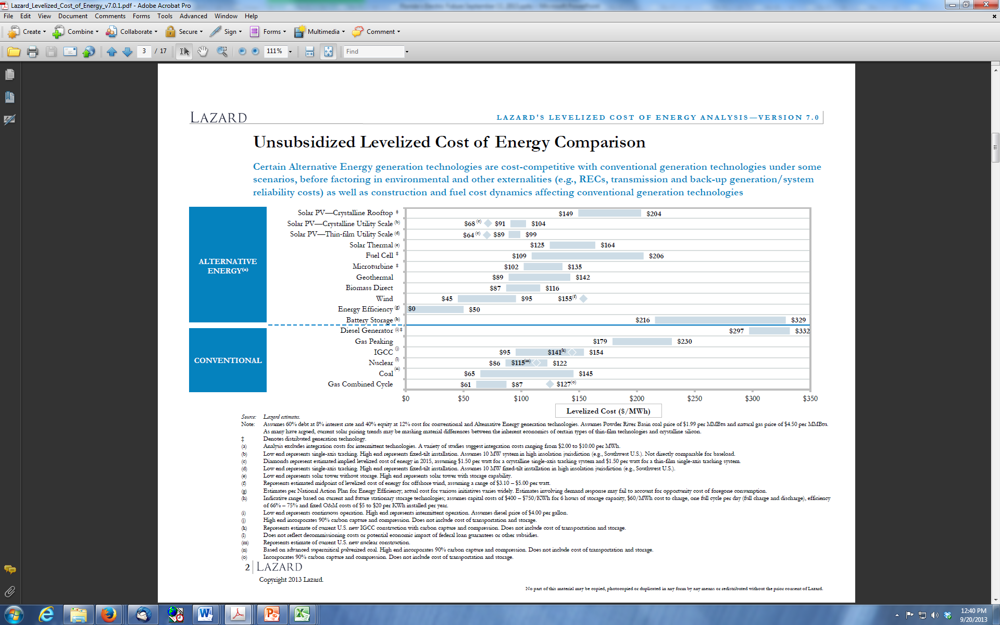 Lazard_Levelized_Cost_of_Energy_v7.0.1.pdf - Adobe Acrobat Pro
File Edit View Document Comments Forms Tools Advanced Window Help
Create Combine Collaborate Secure Sign Forms Multimedia Comment
3 / 17 111% Find
LAZARD
LAZARD'S LEVELIZED COST OF ENERGY ANALYSIS—VERSION 7.0
Unsubsidized Levelized Cost of Energy Comparison
Certain Alternative Energy generation technologies are cost-competitive with conventional generation technologies under some
scenarios, before factoring in environmental and other externalities (e.g., RECs, transmission and back-up generation/system
reliability costs) as well as construction and fuel cost dynamics affecting conventional generation technologies
ALTERNATIVE
ENERGY(a)
Solar PV—Crystalline Rooftop ‡ $149 $204
Solar PV—Crystalline Utility Scale (b) $68 (c) $91 $104
Solar PV—Thin-film Utility Scale (d) $64 (c) $89 $99
Solar Thermal (e) $125 $164
Fuel Cell ‡ $109 $206
Microturbine ‡ $102 $135
Geothermal $89 $142
Biomass Direct $87 $116
Wind $45 $95 $155(f)
Energy Efficiency (g) $0 $50
Battery Storage (h) $216 $329
CONVENTIONAL
Diesel Generator (i)‡ $297 $332
Gas Peaking $179 $230
IGCC (j) $95 $141(k) $154
Nuclear (l) $86 $115(m) $122
Coal (n) $65 $145
Gas Combined Cycle $61 $87 $127(o)
$0 $50 $100 $150 $200 $250 $300 $350
Levelized Cost ($/MWh)
Source: Lazard estimates.
Note: Assumes 60% debt at 8% interest rate and 40% equity at 12% cost for conventional and Alternative Energy generation technologies. Assumes Powder River Basin coal price of $1.99 per MMBtu and natural gas price of $4.50 per MMBtu.
As many have argued, current solar pricing trends may be masking material differences between the inherent economics of certain types of thin-film technologies and crystalline silicon.
‡ Denotes distributed generation technology.
(a) Analysis excludes integration costs for intermittent technologies. A variety of studies suggest integration costs ranging from $2.00 to $10.00 per MWh.
(b) Low end represents single-axis tracking. High end represents fixed-tilt installation. Assumes 10 MW system in high insolation jurisdiction (e.g., Southwest U.S.). Not directly comparable for baseload.
(c) Diamonds represent estimated implied levelized cost of energy in 2015, assuming $1.50 per watt for a crystalline single-axis tracking system and $1.50 per watt for a thin-film single-axis tracking system.
(d) Low end represents single-axis tracking. High end represents fixed-tilt installation. Assumes 10 MW fixed-tilt installation in high insolation jurisdiction (e.g., Southwest U.S.).
(e) Low end represents solar tower without storage. High end represents solar tower with storage capability.
(f) Represents estimated midpoint of levelized cost of energy for offshore wind, assuming a range of $3.10 – $5.00 per watt.
(g) Estimates per National Action Plan for Energy Efficiency; actual cost for various initiatives varies widely. Estimates involving demand response may fail to account for opportunity cost of foregone consumption.
(h) Indicative range based on current and future stationary storage technologies; assumes capital costs of $400 – $750/KWh for 6 hours of storage capacity, $60/MWh cost to charge, one full cycle per day (full charge and discharge), efficiency
of 66% – 75% and fixed O&M costs of $5 to $20 per KWh installed per year.
(i) Low end represents continuous operation. High end represents intermittent operation. Assumes diesel price of $4.00 per gallon.
(j) High end incorporates 90% carbon capture and compression. Does not include cost of transportation and storage.
(k) Represents estimate of current U.S. new IGCC construction with carbon capture and compression. Does not include cost of transportation and storage.
(l) Does not reflect decommissioning costs or potential economic impact of federal loan guarantees or other subsidies.
(m) Represents estimate of current U.S. new nuclear construction.
(n) Based on advanced supercritical pulverized coal. High end incorporates 90% carbon capture and compression. Does not include cost of transportation and storage.
(o) Incorporates 90% carbon capture and compression. Does not include cost of transportation and storage.
2 LAZARD
Copyright 2013 Lazard.
No part of this material may be copied, photocopied or duplicated in any form by any means or redistributed without the prior consent of Lazard.
12:40 PM
9/20/2013